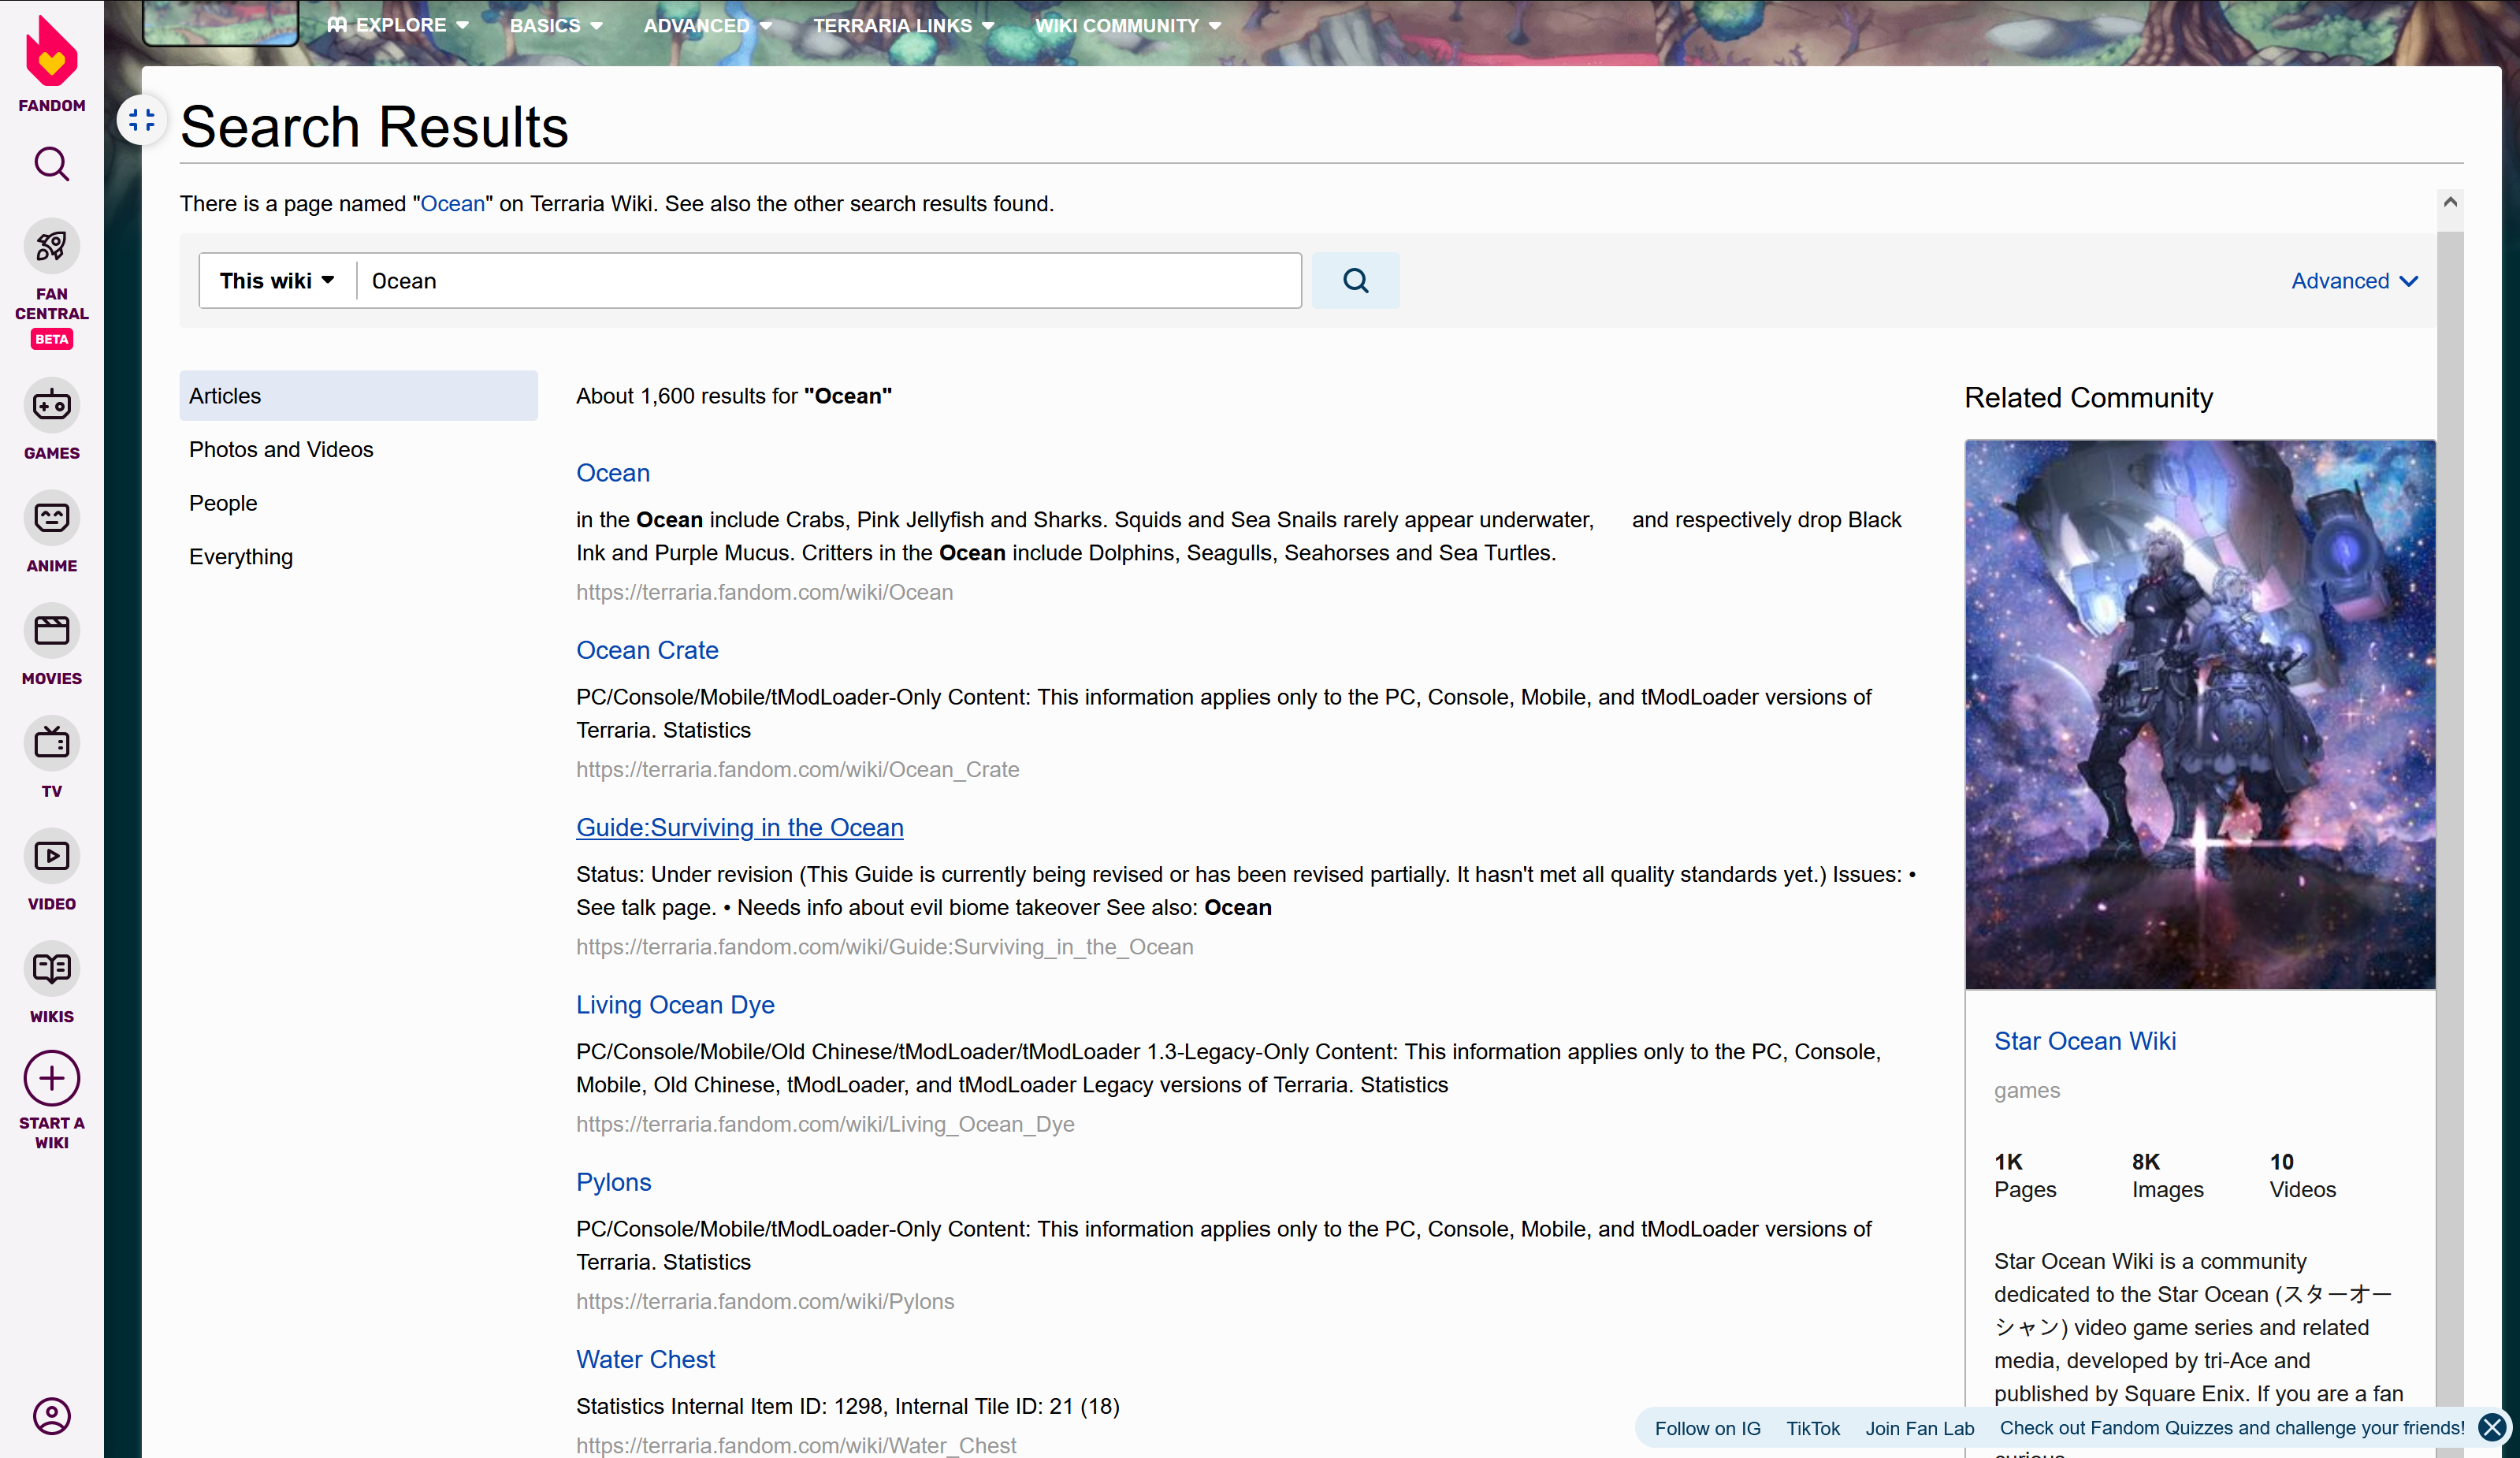 EXPLORE
BASICS
ADVANCED
TERRARIA LINKS
WIKI COMMUNITY
FANDOM
FAN
CENTRAL
BETA
GAMES
ANIME
MOVIES
TV
VIDEO
WIKIS
START A
WIKI
Search Results
There is a page named "Ocean" on Terraria Wiki. See also the other search results found.
This wiki
Ocean
Advanced
Articles
Photos and Videos
People
Everything
About 1,600 results for "Ocean"
Ocean
in the Ocean include Crabs, Pink Jellyfish and Sharks. Squids and Sea Snails rarely appear underwater, and respectively drop Black
Ink and Purple Mucus. Critters in the Ocean include Dolphins, Seagulls, Seahorses and Sea Turtles.
https://terraria.fandom.com/wiki/Ocean
Ocean Crate
PC/Console/Mobile/tModLoader-Only Content: This information applies only to the PC, Console, Mobile, and tModLoader versions of
Terraria. Statistics
https://terraria.fandom.com/wiki/Ocean_Crate
Guide:Surviving in the Ocean
Status: Under revision (This Guide is currently being revised or has been revised partially. It hasn't met all quality standards yet.) Issues: •
See talk page. • Needs info about evil biome takeover See also: Ocean
https://terraria.fandom.com/wiki/Guide:Surviving_in_the_Ocean
Living Ocean Dye
PC/Console/Mobile/Old Chinese/tModLoader/tModLoader 1.3-Legacy-Only Content: This information applies only to the PC, Console,
Mobile, Old Chinese, tModLoader, and tModLoader Legacy versions of Terraria. Statistics
https://terraria.fandom.com/wiki/Living_Ocean_Dye
Pylons
PC/Console/Mobile/tModLoader-Only Content: This information applies only to the PC, Console, Mobile, and tModLoader versions of
Terraria. Statistics
https://terraria.fandom.com/wiki/Pylons
Water Chest
Statistics Internal Item ID: 1298, Internal Tile ID: 21 (18)
https://terraria.fandom.com/wiki/Water_Chest
Related Community
Star Ocean Wiki
games
1K
Pages
8K
Images
10
Videos
Star Ocean Wiki is a community
dedicated to the Star Ocean (スターオー
シャン) video game series and related
media, developed by tri-Ace and
published by Square Enix. If you are a fan
Follow on IG
TikTok
Join Fan Lab
Check out Fandom Quizzes and challenge your friends!